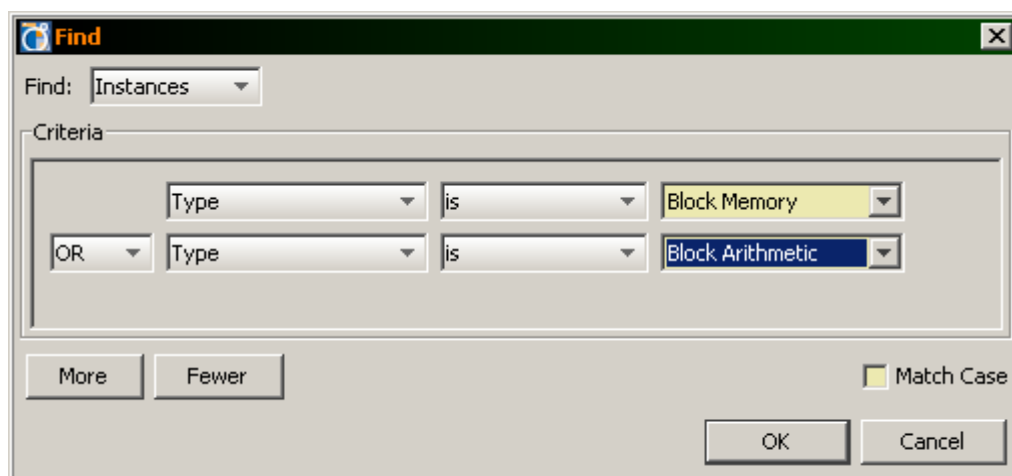 Find
Find: Instances
Criteria
Type is Block Memory
OR Type is Block Arithmetic
More Fewer Match Case
OK Cancel